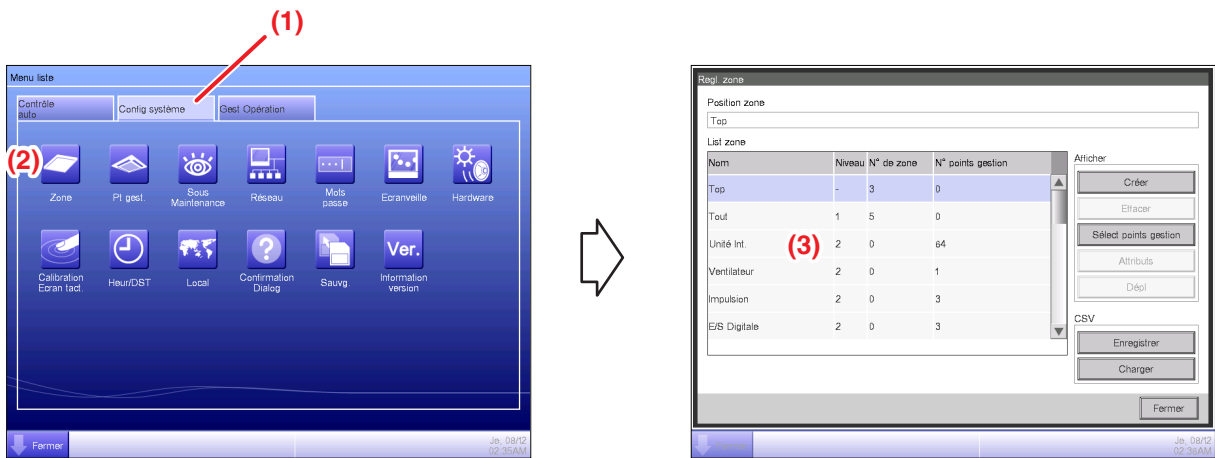 (1)
Menu liste
Contrôle
auto
Config système
Gest Opération
(2)
Zone
Pt gest.
Sous
Maintenance
Réseau
Mots
passe
Ecranveille
Hardware
Ver.
Calibration
Ecran tact.
Heur/DST
Local
Confirmation
Dialog
Sauvg.
Information
version
Fermer
Je, 08/12
02:35AM
Regl. zone
Position zone
Top
List zone
Nom Niveau N° de zone N° points gestion
Top - 3 0
Tout 1 5 0
Unité Int. 2 0 64
(3)
Ventilateur 2 0 1
Impulsion 2 0 3
E/S Digitale 2 0 3
Afficher
Créer
Effacer
Sélect points gestion
Attributs
Dépl
CSV
Enregistrer
Charger
Fermer
Je, 08/12
02:36AM